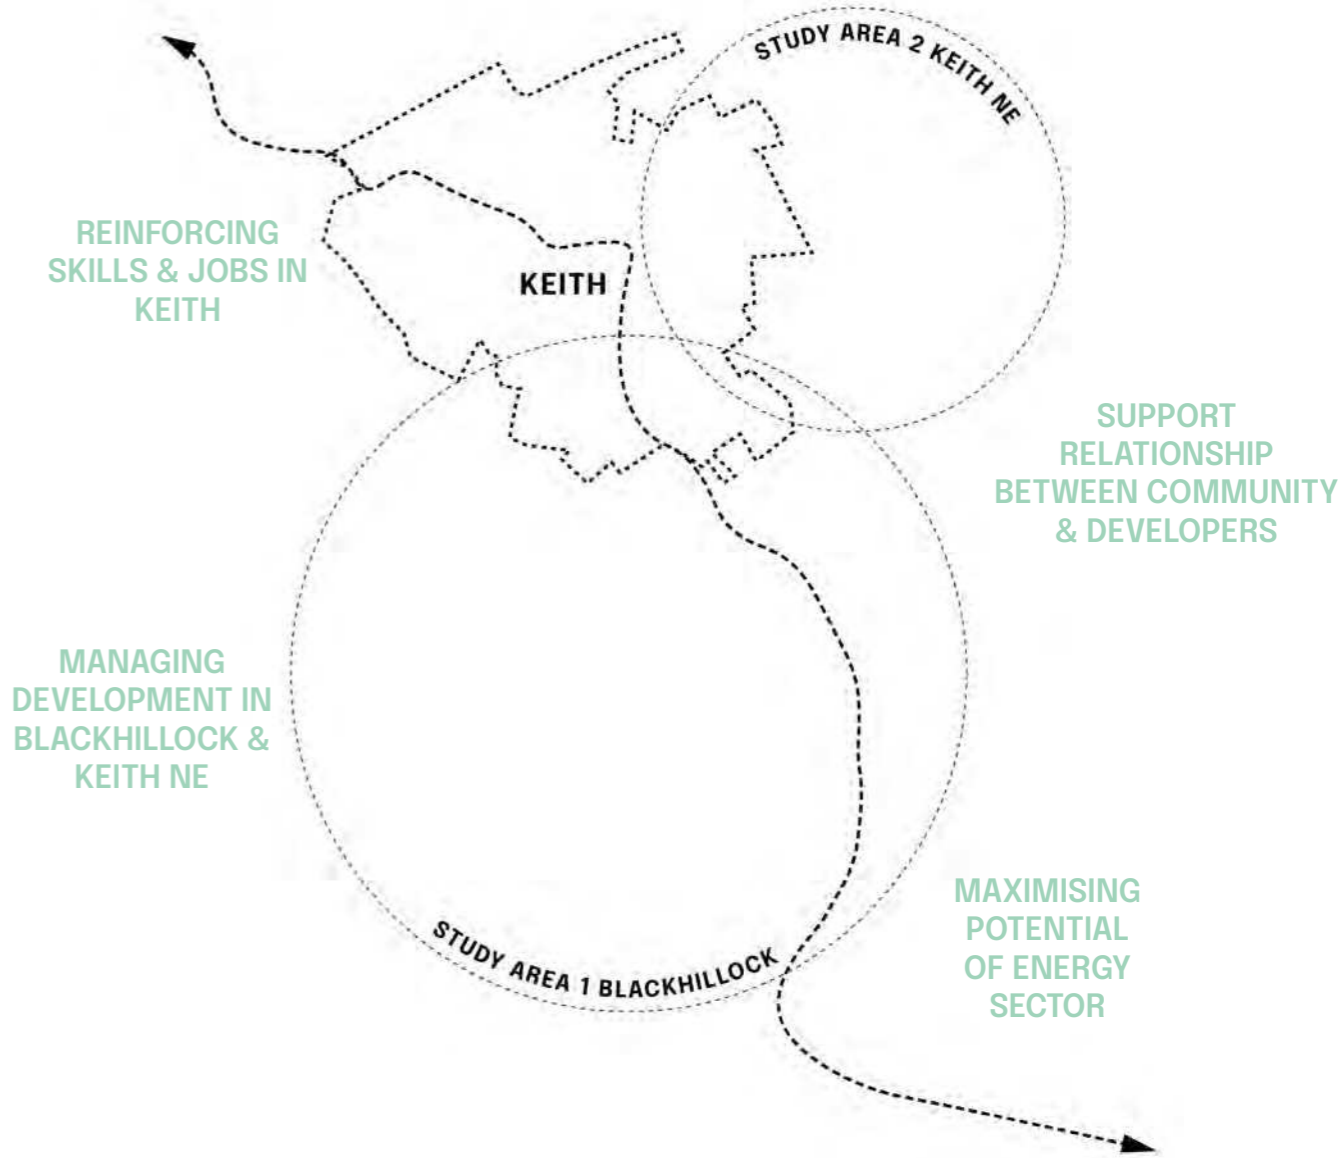 STUDY AREA 2 KEITH NE
REINFORCING
SKILLS & JOBS IN
KEITH
KEITH
SUPPORT
RELATIONSHIP
BETWEEN COMMUNITY
& DEVELOPERS
MANAGING
DEVELOPMENT IN
BLACKHILLOCK &
KEITH NE
MAXIMISING
POTENTIAL
OF ENERGY
SECTOR
STUDY AREA 1 BLACKHILLOCK